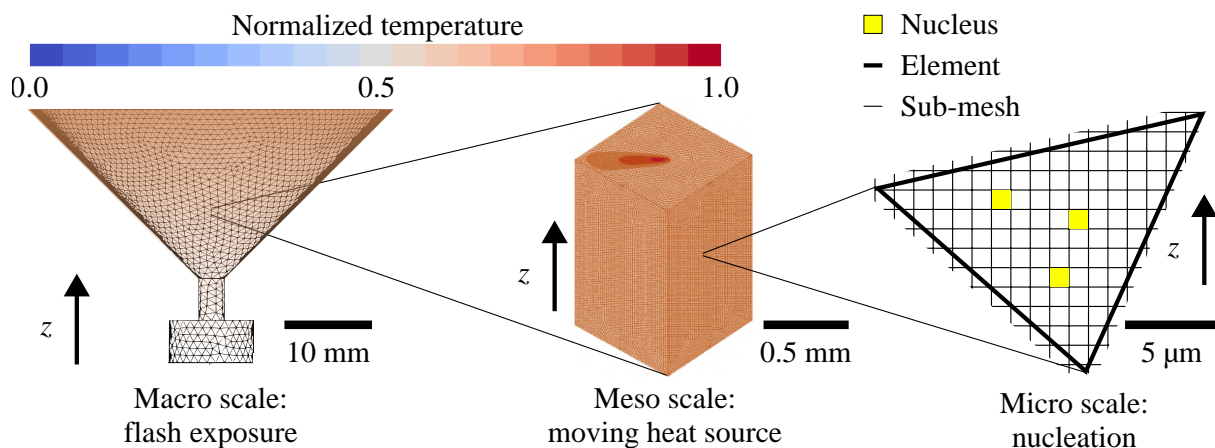 Normalized temperature
0.0 0.5 1.0
Nucleus
Element
Sub-mesh
z
10 mm
z
0.5 mm
z
5 μm
Macro scale:
flash exposure
Meso scale:
moving heat source
Micro scale:
nucleation